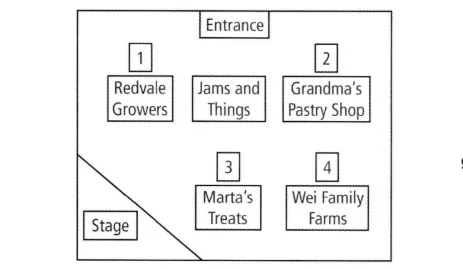 Entrance
1
2
Redvale
Growers
Jams and
Things
Grandma's
Pastry Shop
3
4
Marta's
Treats
Wei Family
Farms
Stage